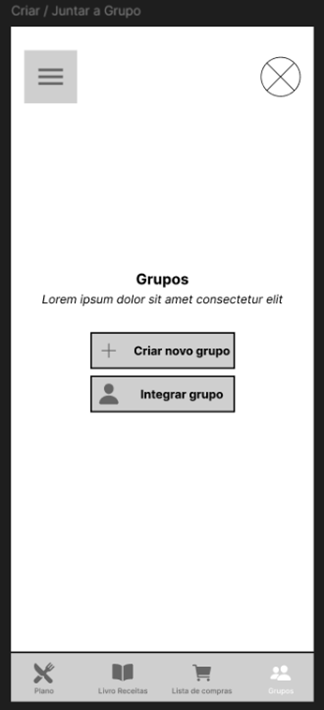 Criar / Juntar a Grupo
Grupos
Lorem ipsum dolor sit amet consectetur elit
Criar novo grupo
Integrar grupo
Plano
Livro Receitas
Lista de compras
Grupos